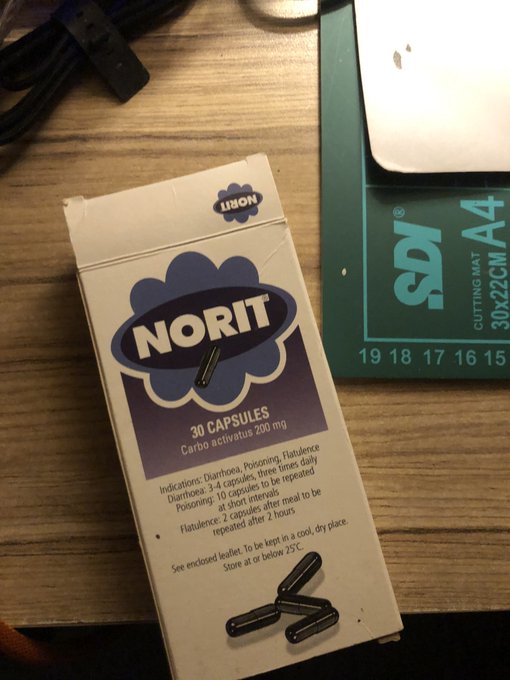 NORIT
NORIT
30 CAPSULES
Carbo activatus 200 mg
Indications: Diarrhoea, Poisoning, Flatulence
Diarrhoea: 3-4 capsules, three times daily
Poisoning: 10 capsules to be repeated
at short intervals
Flatulence: 2 capsules after meal to be
repeated after 2 hours
See enclosed leaflet. To be kept in a cool, dry place.
Store at or below 25°C.
SDI®
CUTTING MAT
30x22CM A4
19 18 17 16 15